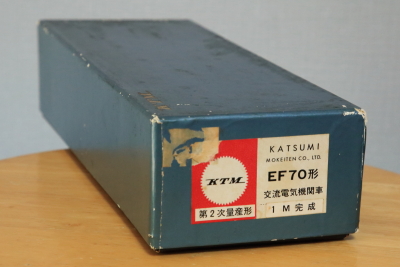 KTM
第2次量産形
KATSUMI
MOKEITEN CO., LTD.
EF70形
交流電気機関車
1M完成